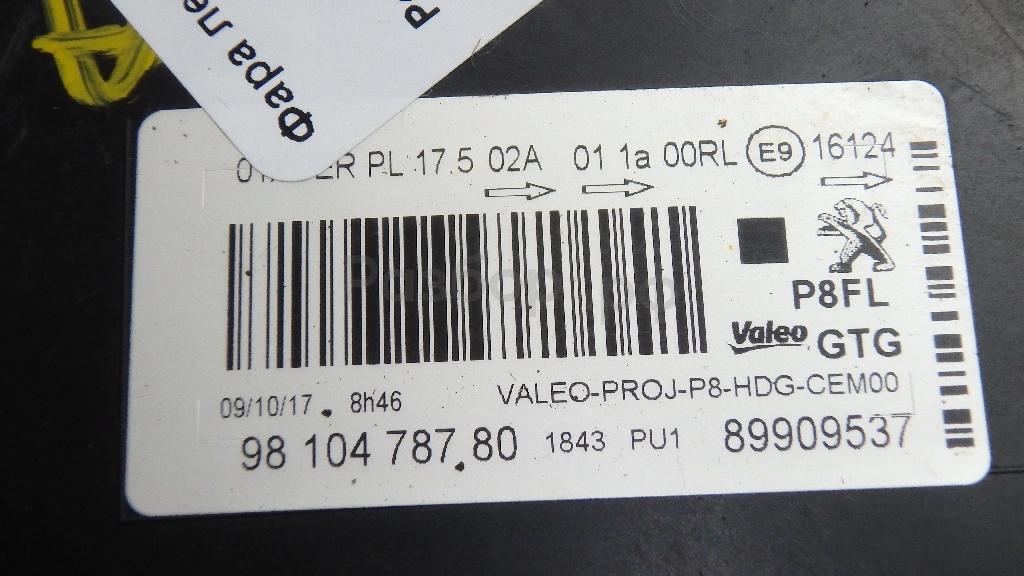 Фара ле
PL 17.5 02A 01 1a 00RL E9 16124
P8FL
Valeo GTG
VALEO-PROJ-P8-HDG-CEM00
09/10/17 8h46
98 104 787 80 1843 PU1 89909537